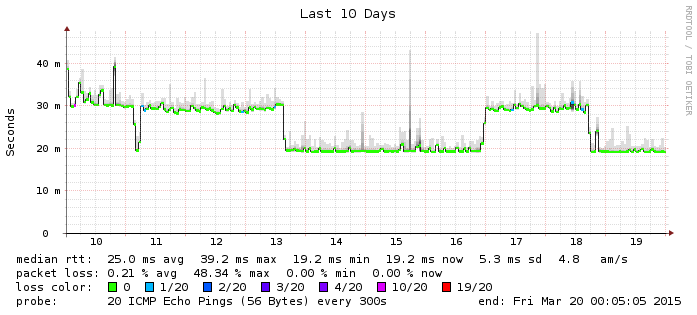 Last 10 Days
RRDTOOL / TOBI OETIKER
Seconds
40 m
30 m
20 m
10 m
0
10 11 12 13 14 15 16 17 18 19
median rtt: 25.0 ms avg 39.2 ms max 19.2 ms min 19.2 ms now 5.3 ms sd 4.8 am/s
packet loss: 0.21 % avg 48.34 % max 0.00 % min 0.00 % now
loss color: 0 1/20 2/20 3/20 4/20 10/20 19/20
probe: 20 ICMP Echo Pings (56 Bytes) every 300s end: Fri Mar 20 00:05:05 2015